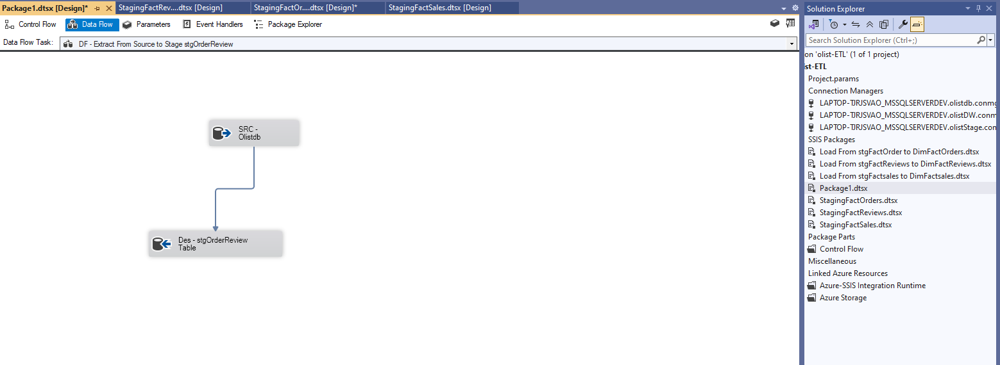 Package1.dtsx [Design]*
StagingFactRev....dtsx [Design]
StagingFactOr....dtsx [Design]*
StagingFactSales.dtsx [Design]
Control Flow
Data Flow
Parameters
Event Handlers
Package Explorer
Data Flow Task:
DF - Extract From Source to Stage stgOrderReview
SRC -
Olistdb
Des - stgOrderReview
Table
Solution Explorer
Search Solution Explorer (Ctrl+;)
on 'olist-ETL' (1 of 1 project)
ist-ETL
Project.params
Connection Managers
LAPTOP-TJRJSVAO_MSSQLSERVERDEV.olistdb.conmg
LAPTOP-TJRJSVAO_MSSQLSERVERDEV.olistDW.conm
LAPTOP-TJRJSVAO_MSSQLSERVERDEV.olistStage.con
SSIS Packages
Load From stgFactOrder to DimFactOrders.dtsx
Load From stgFactReviews to DimFactReviews.dtsx
Load From stgFactsales to DimFactsales.dtsx
Package1.dtsx
StagingFactOrders.dtsx
StagingFactReviews.dtsx
StagingFactSales.dtsx
Package Parts
Control Flow
Miscellaneous
Linked Azure Resources
Azure-SSIS Integration Runtime
Azure Storage